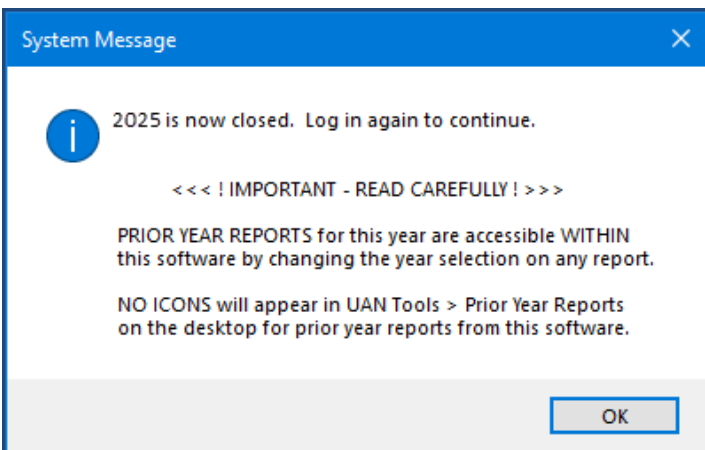 System Message
2025 is now closed.  Log in again to continue.
< < < ! IMPORTANT - READ CAREFULLY ! > > >
PRIOR YEAR REPORTS for this year are accessible WITHIN
this software by changing the year selection on any report.
NO ICONS will appear in UAN Tools > Prior Year Reports
on the desktop for prior year reports from this software.
OK